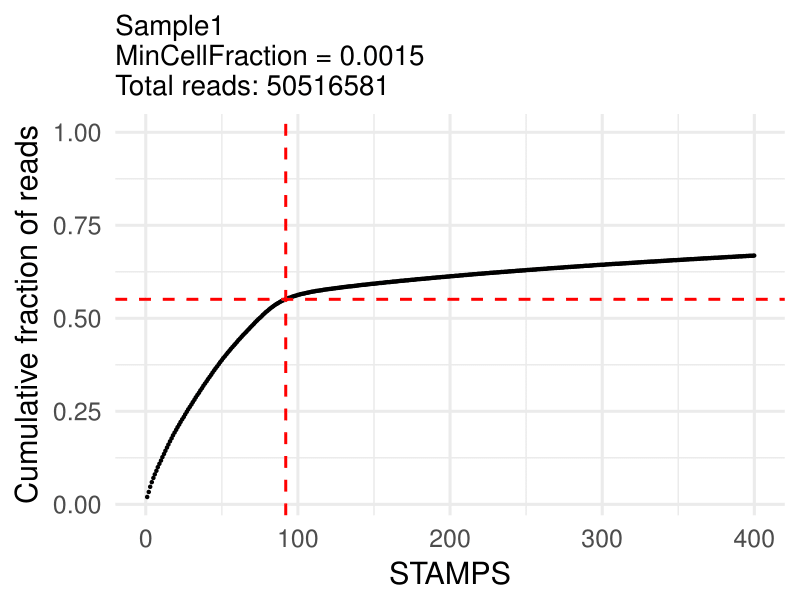 Sample1
MinCellFraction = 0.0015
Total reads: 50516581
Cumulative fraction of reads
1.00
0.75
0.50
0.25
0.00
0
100
200
300
400
STAMPS